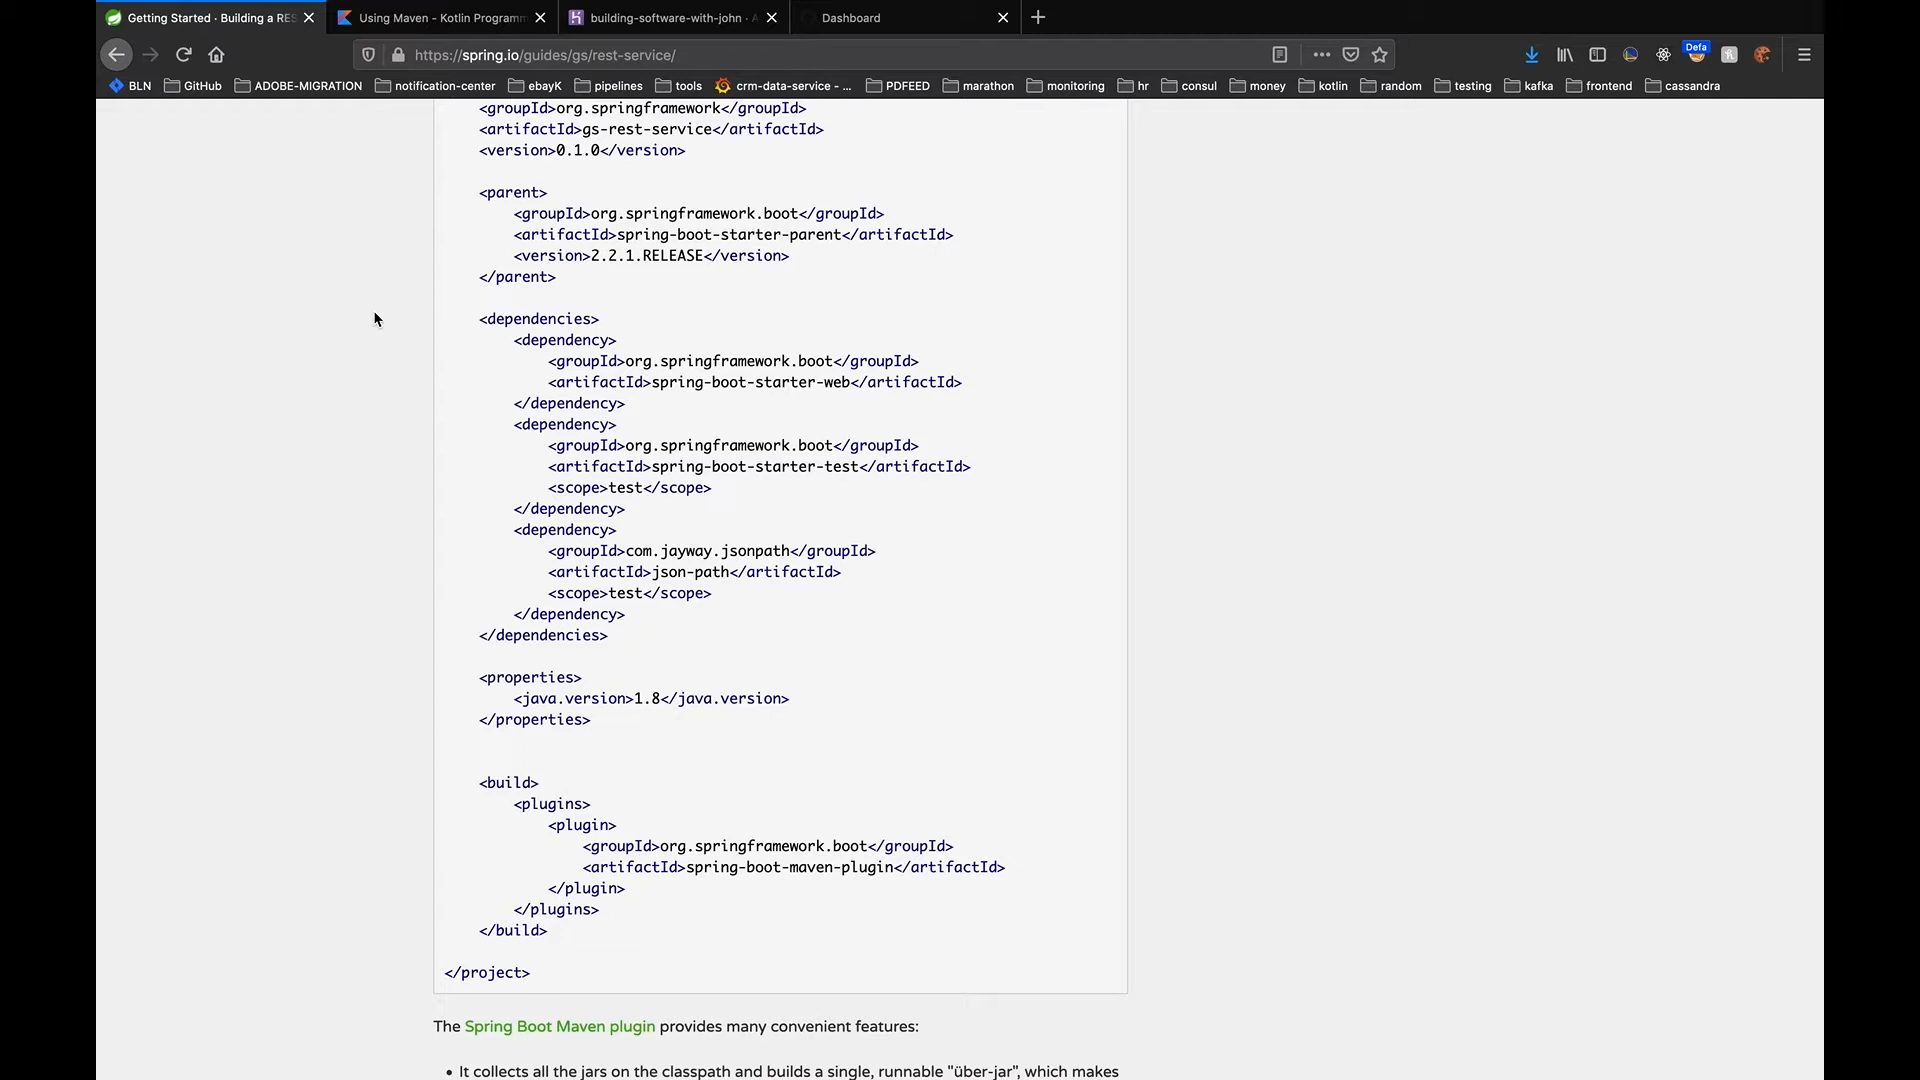 Getting Started · Building a RES
Using Maven - Kotlin Programm
building-software-with-john ·
Dashboard
https://spring.io/guides/gs/rest-service/
Defa
BLN
GitHub
ADOBE-MIGRATION
notification-center
ebayK
pipelines
tools
crm-data-service - ...
PDFEED
marathon
monitoring
hr
consul
money
kotlin
random
testing
kafka
frontend
cassandra
<groupId>org.springframework</groupId>
<artifactId>gs-rest-service</artifactId>
<version>0.1.0</version>
<parent>
<groupId>org.springframework.boot</groupId>
<artifactId>spring-boot-starter-parent</artifactId>
<version>2.2.1.RELEASE</version>
</parent>
<dependencies>
<dependency>
<groupId>org.springframework.boot</groupId>
<artifactId>spring-boot-starter-web</artifactId>
</dependency>
<dependency>
<groupId>org.springframework.boot</groupId>
<artifactId>spring-boot-starter-test</artifactId>
<scope>test</scope>
</dependency>
<dependency>
<groupId>com.jayway.jsonpath</groupId>
<artifactId>json-path</artifactId>
<scope>test</scope>
</dependency>
</dependencies>
<properties>
<java.version>1.8</java.version>
</properties>
<build>
<plugins>
<plugin>
<groupId>org.springframework.boot</groupId>
<artifactId>spring-boot-maven-plugin</artifactId>
</plugin>
</plugins>
</build>
</project>
The Spring Boot Maven plugin provides many convenient features:
• It collects all the jars on the classpath and builds a single, runnable "über-jar", which makes